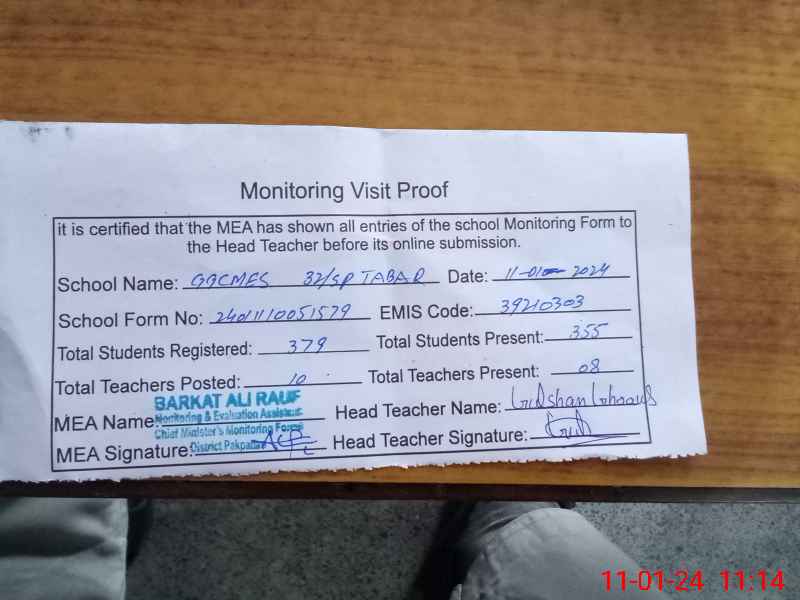 Monitoring Visit Proof
it is certified that the MEA has shown all entries of the school Monitoring Form to
the Head Teacher before its online submission.
School Name: GGCMES 32/SP TABAR Date: 11-01-2024
School Form No: 24011110051579 EMIS Code: 39210303
Total Students Registered: 379 Total Students Present: 355
Total Teachers Posted: 10 Total Teachers Present: 08
BARKAT ALI RAUF
MEA Name Monitoring & Evaluation Assistant Head Teacher Name:
Chief Minister's Monitoring Force
MEA Signature: District Pakpattan Head Teacher Signature:
11-01-24 11:14